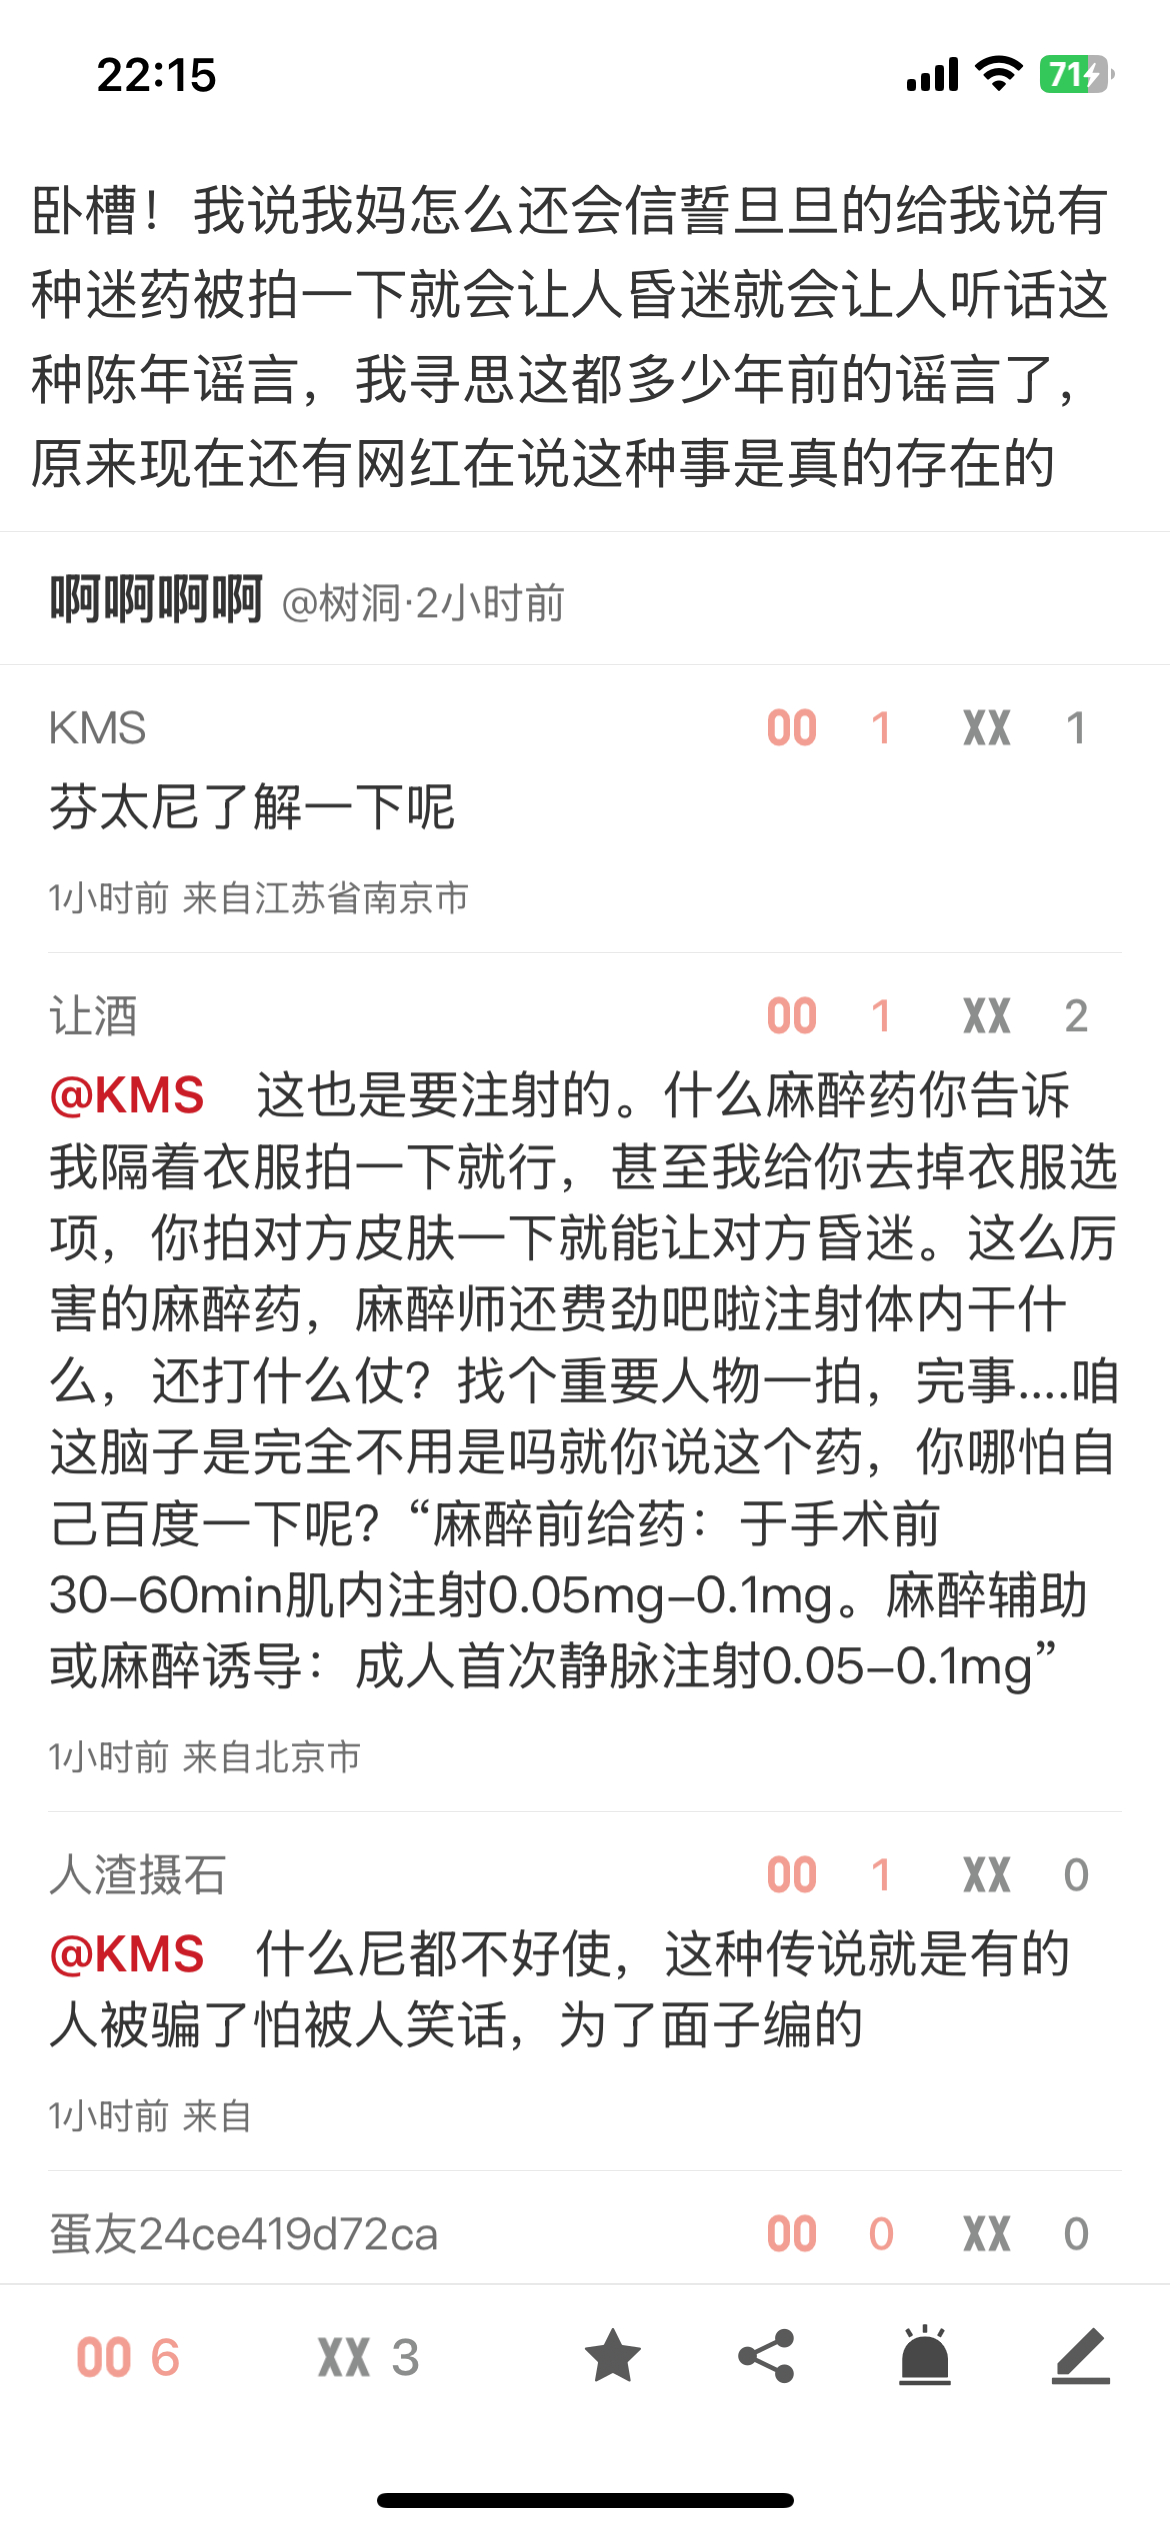 22:15
71
卧槽！我说我妈怎么还会信誓旦旦的给我说有
种迷药被拍一下就会让人昏迷就会让人听话这
种陈年谣言，我寻思这都多少年前的谣言了，
原来现在还有网红在说这种事是真的存在的
啊啊啊啊 @树洞·2小时前
KMS OO 1 XX 1
芬太尼了解一下呢
1小时前 来自江苏省南京市
让酒 OO 1 XX 2
@KMS 这也是要注射的。什么麻醉药你告诉
我隔着衣服拍一下就行，甚至我给你去掉衣服选
项，你拍对方皮肤一下就能让对方昏迷。这么厉
害的麻醉药，麻醉师还费劲吧啦注射体内干什
么，还打什么仗？找个重要人物一拍，完事....咱
这脑子是完全不用是吗就你说这个药，你哪怕自
己百度一下呢？“麻醉前给药：于手术前
30-60min肌内注射0.05mg-0.1mg。麻醉辅助
或麻醉诱导：成人首次静脉注射0.05-0.1mg”
1小时前 来自北京市
人渣摄石 OO 1 XX 0
@KMS 什么尼都不好使，这种传说就是有的
人被骗了怕被人笑话，为了面子编的
1小时前 来自
蛋友24ce419d72ca OO 0 XX 0
OO 6 XX 3